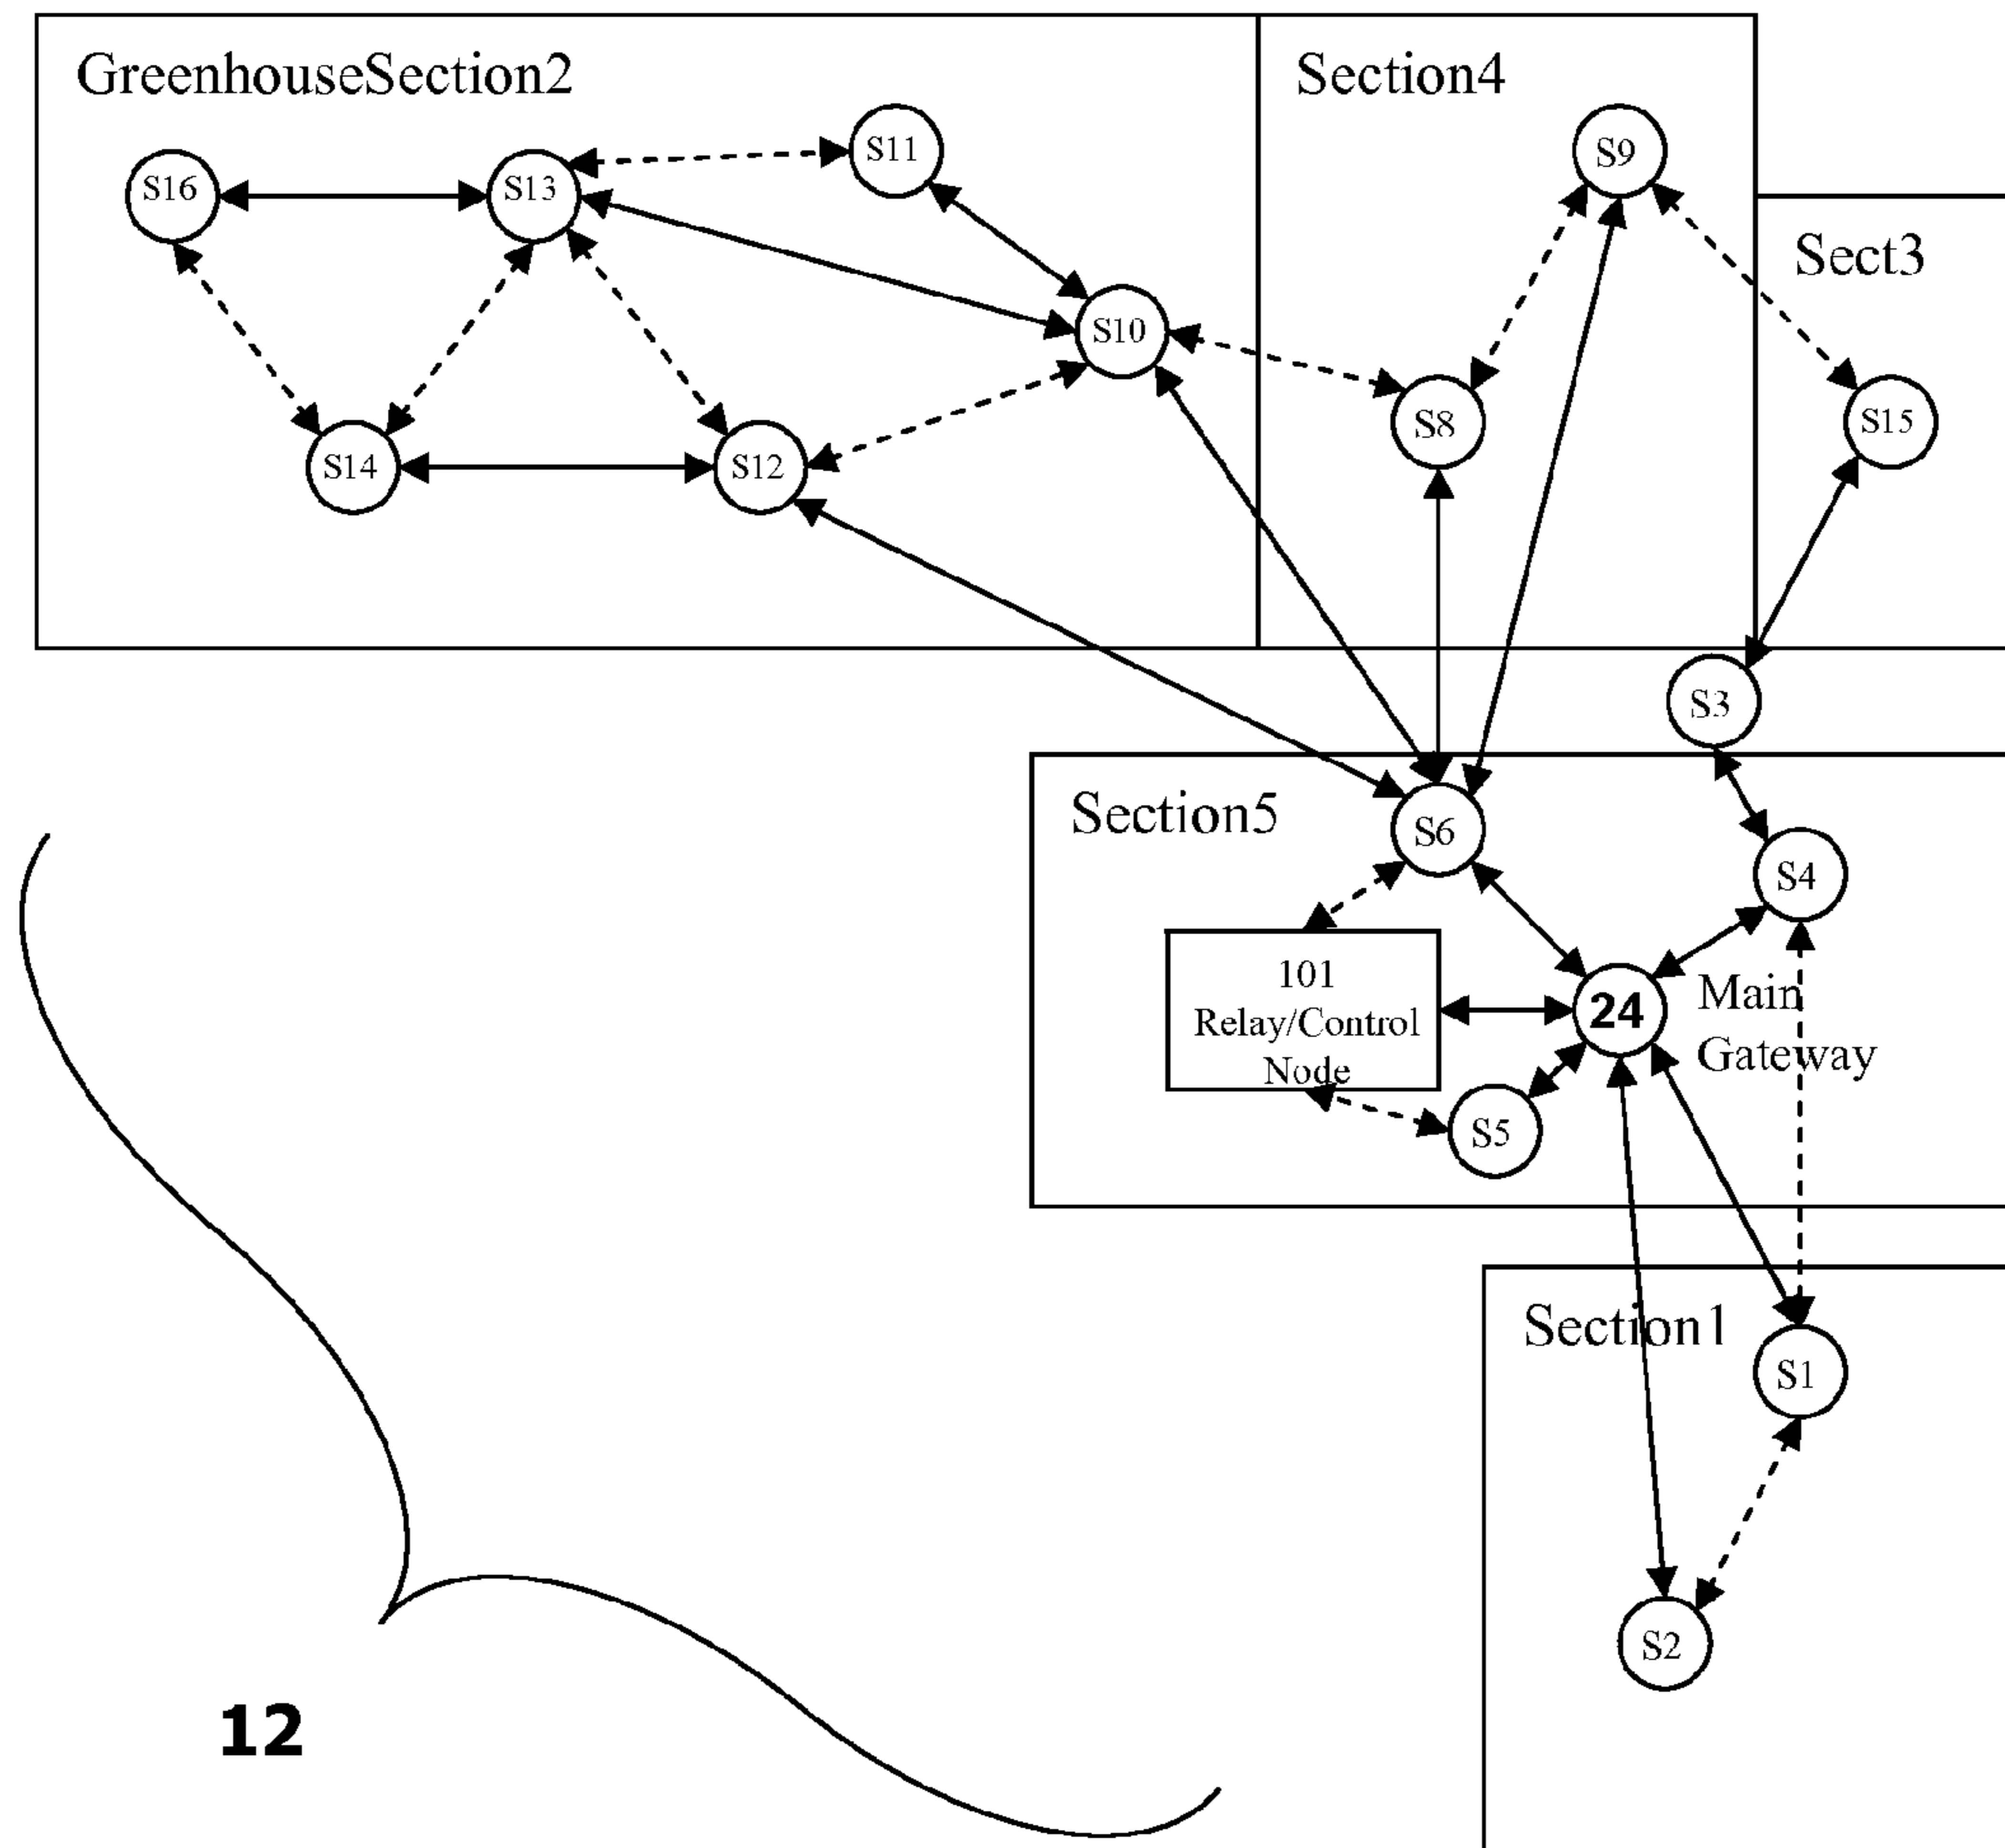 GreenhouseSection2
Section4
S11
S9
S16
S13
Sect3
S10
S8
S15
S14
S12
S3
Section5
S6
S4
101
Relay/Control
Node
24
Main
Gateway
S5
Section1
S1
S2
12